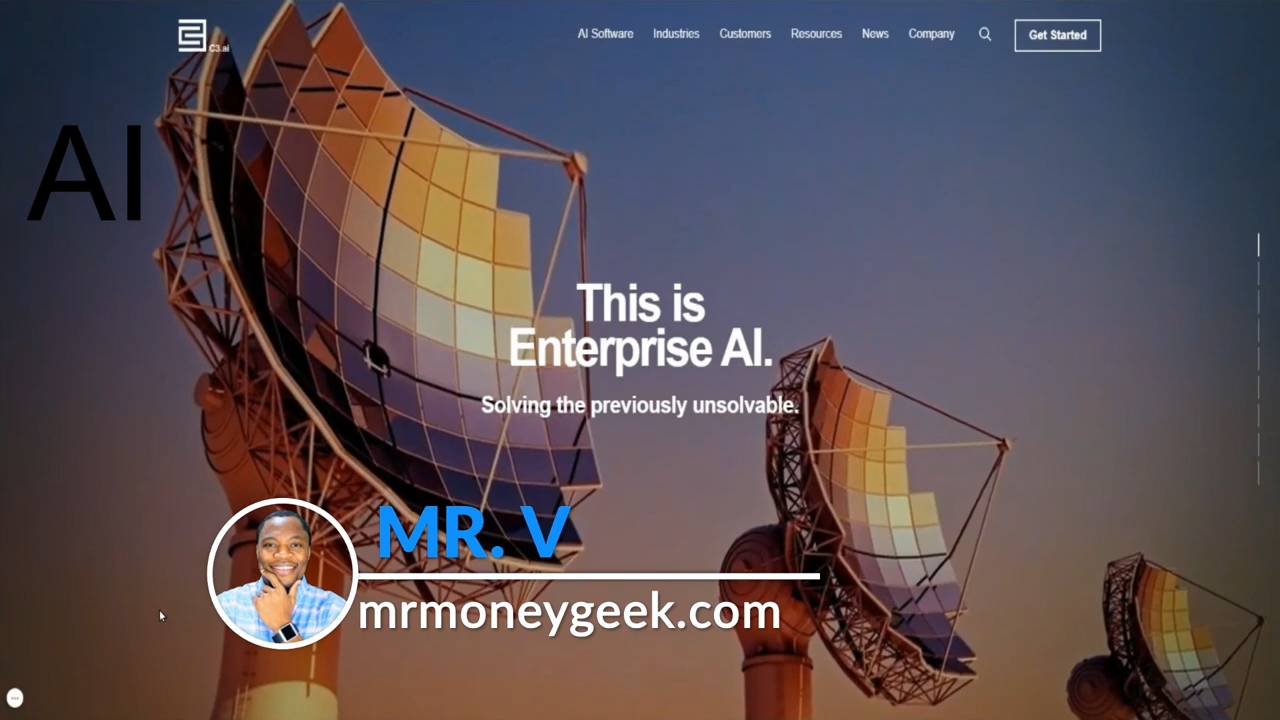 C3.ai
AI Software Industries Customers Resources News Company
Get Started
AI
This is
Enterprise AI.
Solving the previously unsolvable.
MR. V
mrmoneygeek.com